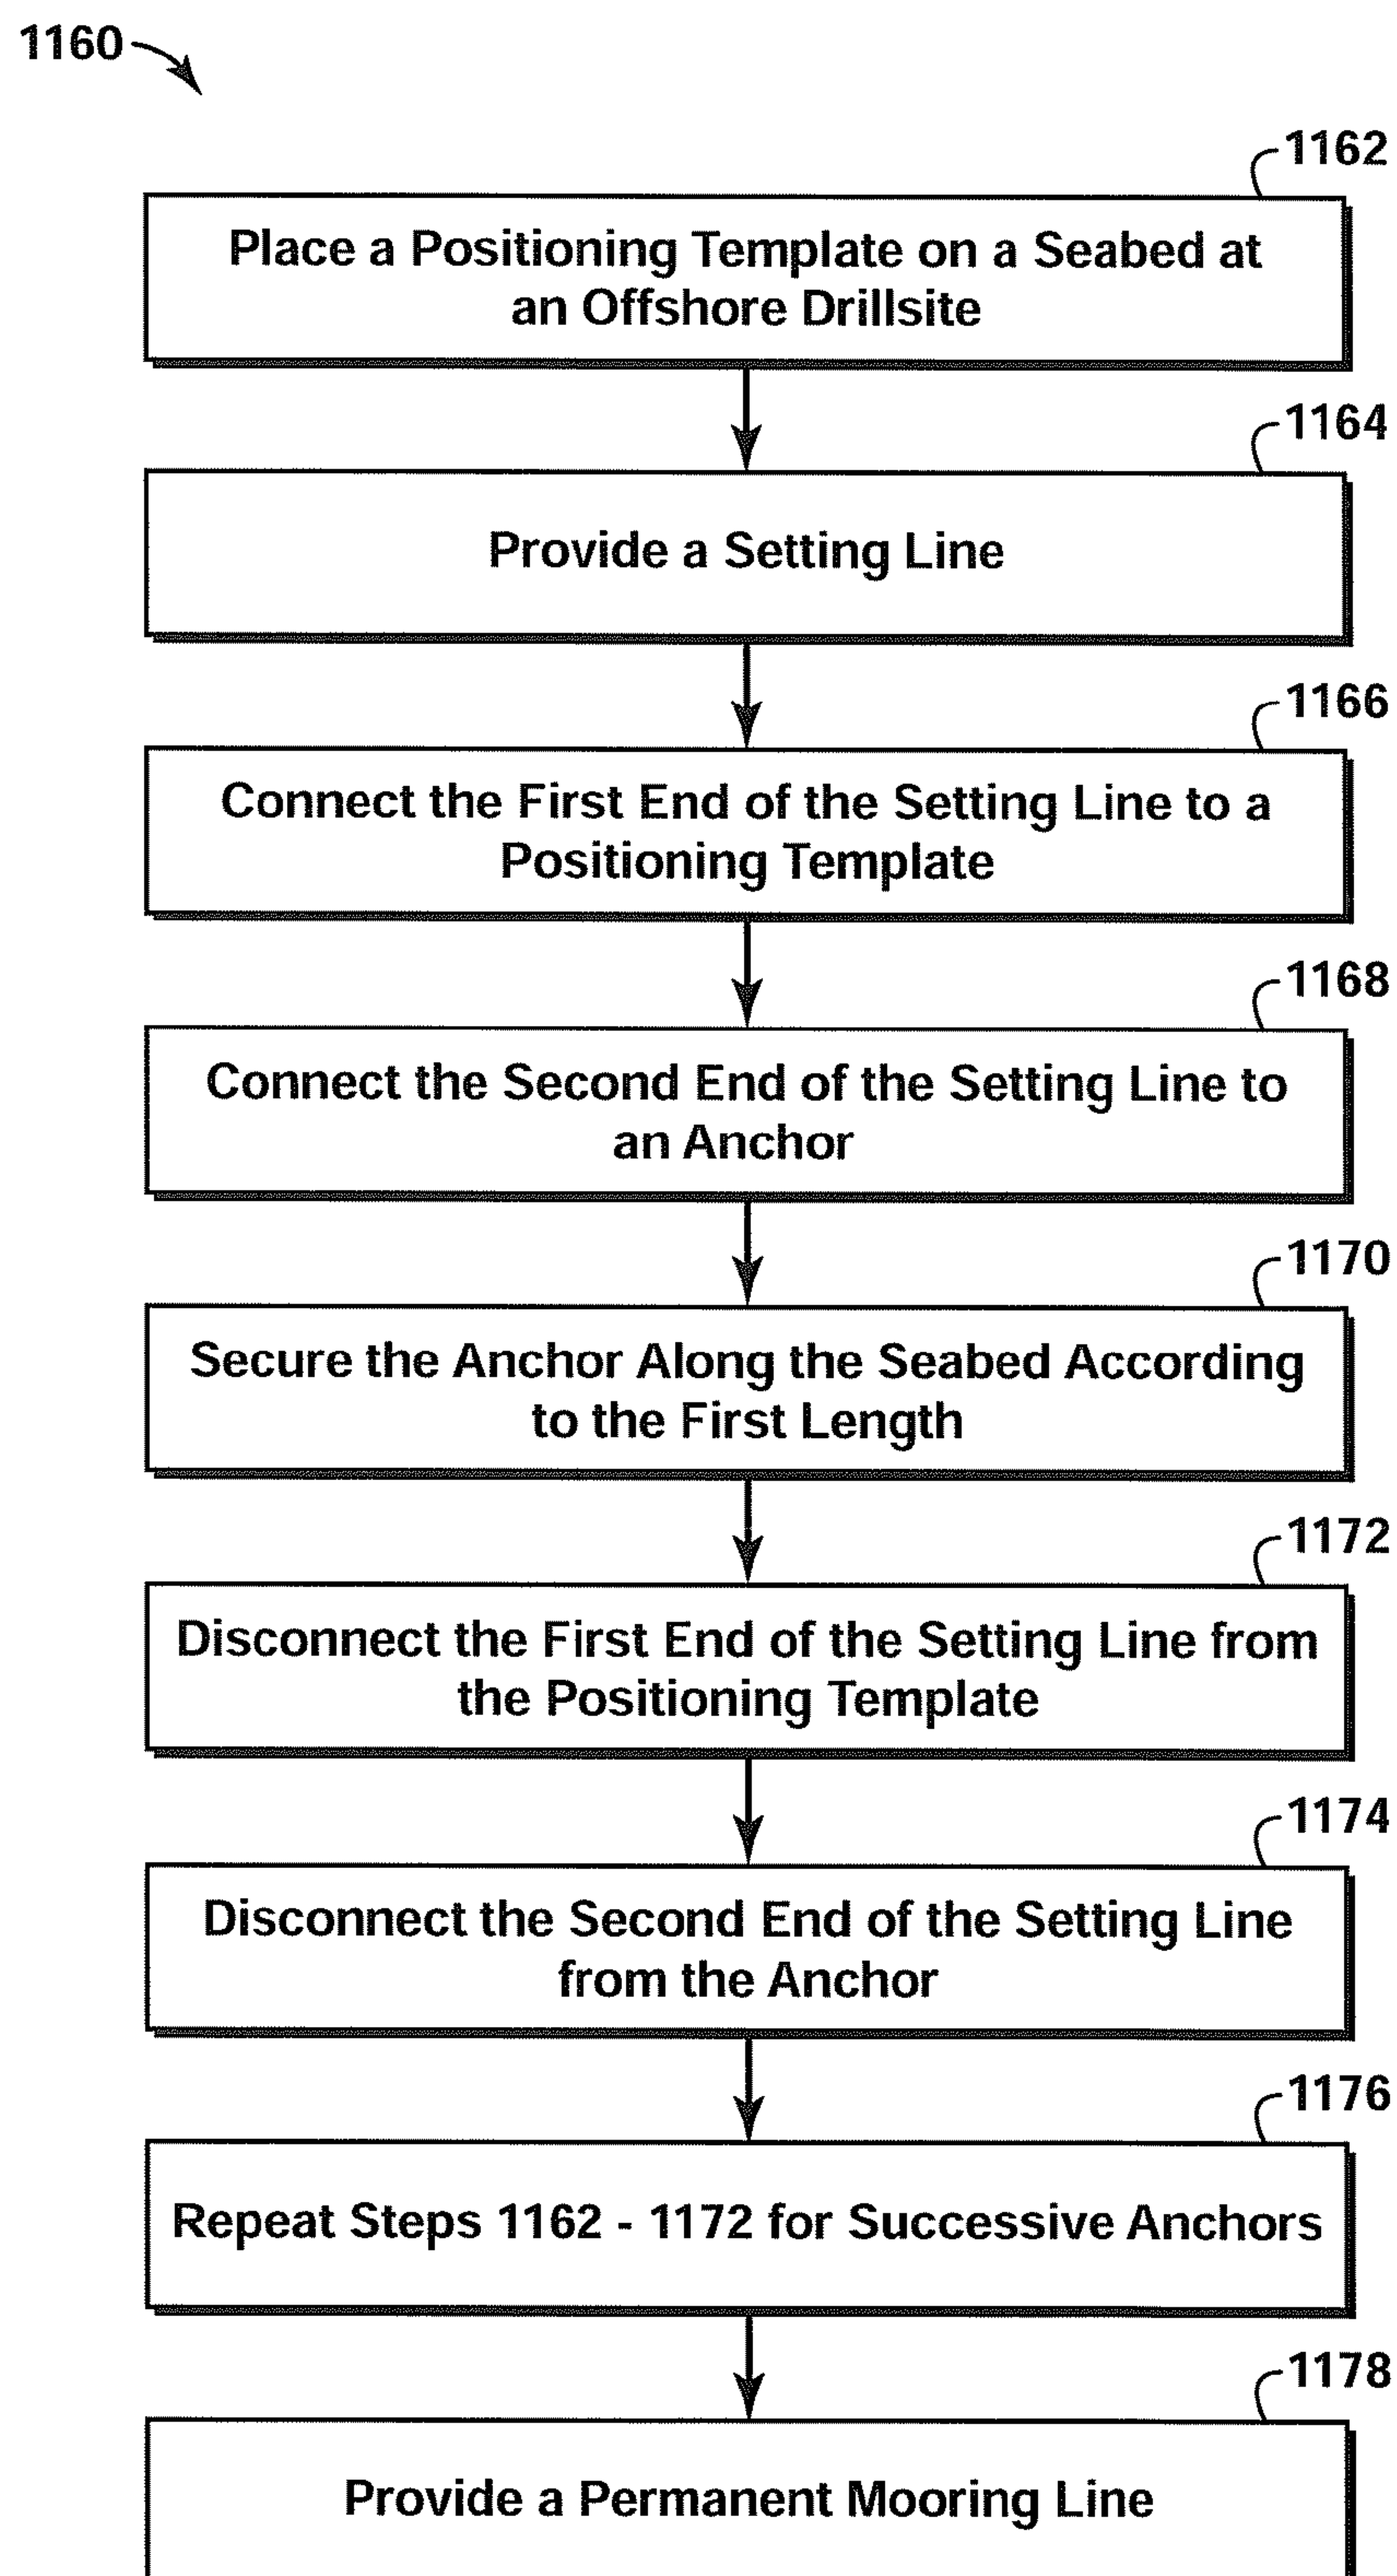 1160
1162
Place a Positioning Template on a Seabed at
an Offshore Drillsite
1164
Provide a Setting Line
1166
Connect the First End of the Setting Line to a
Positioning Template
1168
Connect the Second End of the Setting Line to
an Anchor
1170
Secure the Anchor Along the Seabed According
to the First Length
1172
Disconnect the First End of the Setting Line from
the Positioning Template
1174
Disconnect the Second End of the Setting Line
from the Anchor
1176
Repeat Steps 1162 - 1172 for Successive Anchors
1178
Provide a Permanent Mooring Line